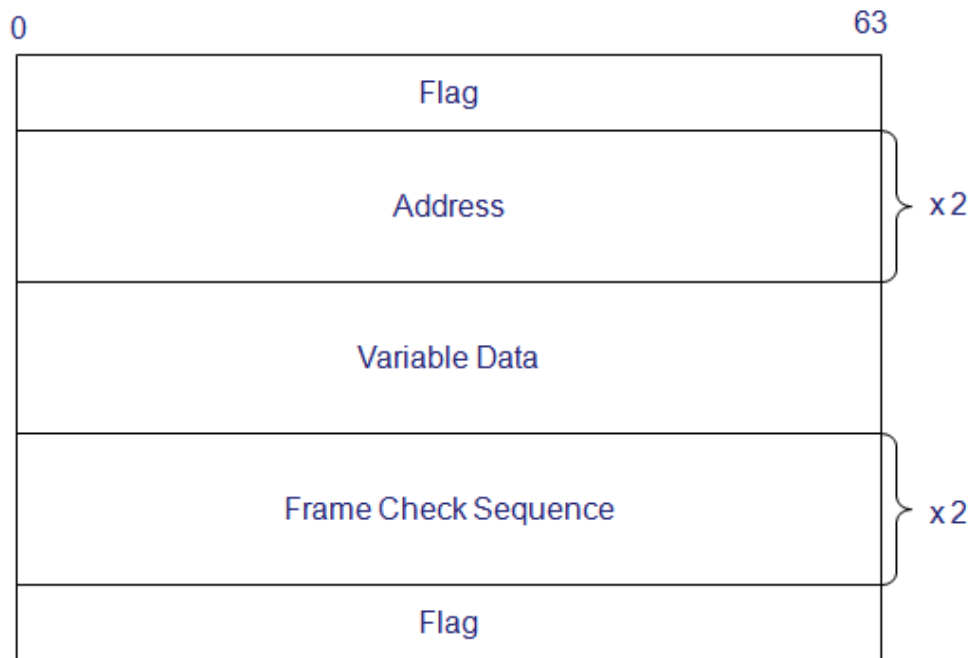 0 63
Flag
Address
x 2
Variable Data
Frame Check Sequence
x 2
Flag